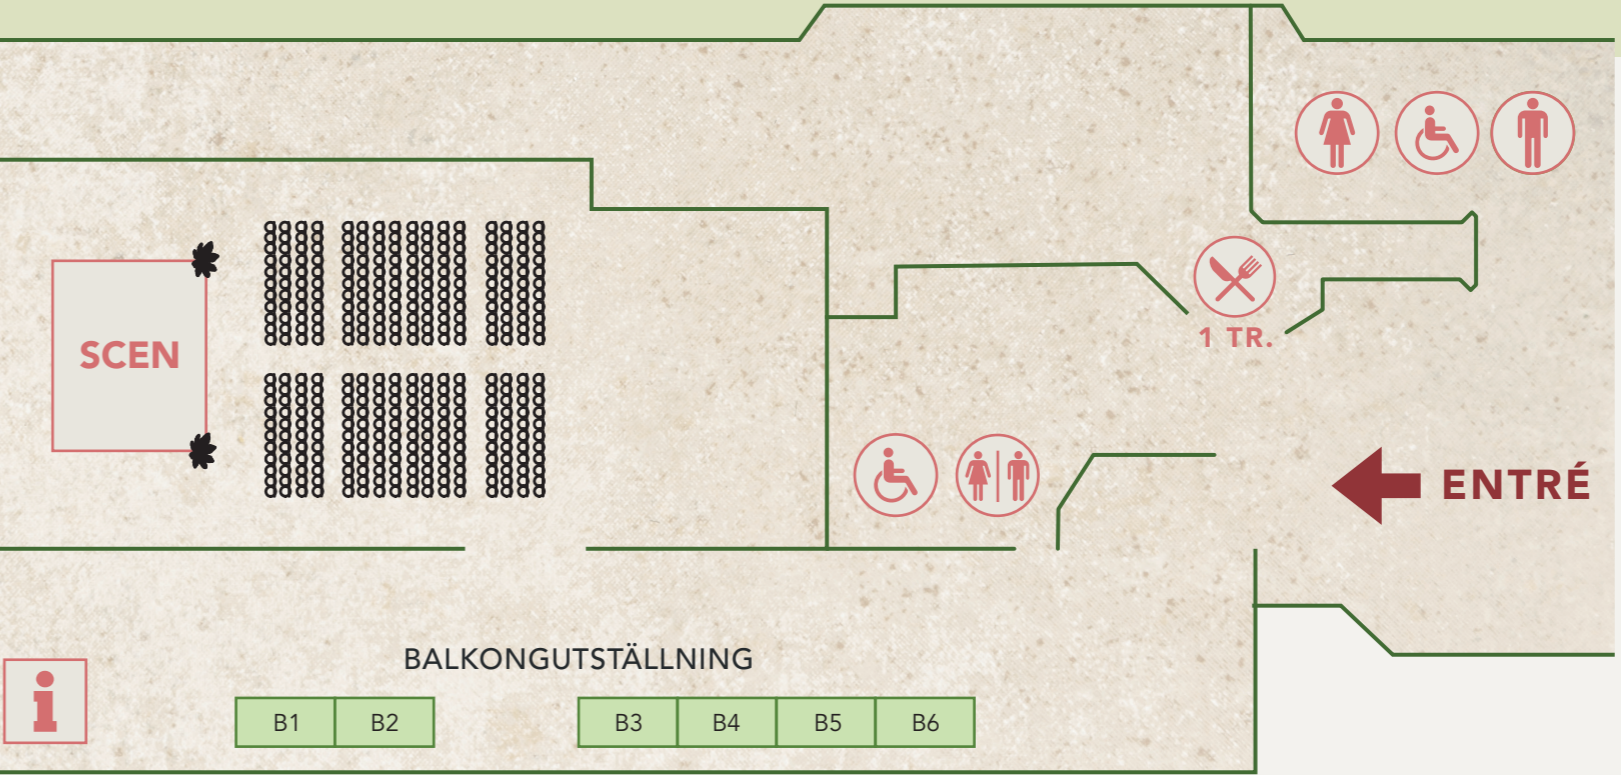 1 TR.
SCEN
ENTRÉ
BALKONGUTSTÄLLNING
i
B1 B2 B3 B4 B5 B6